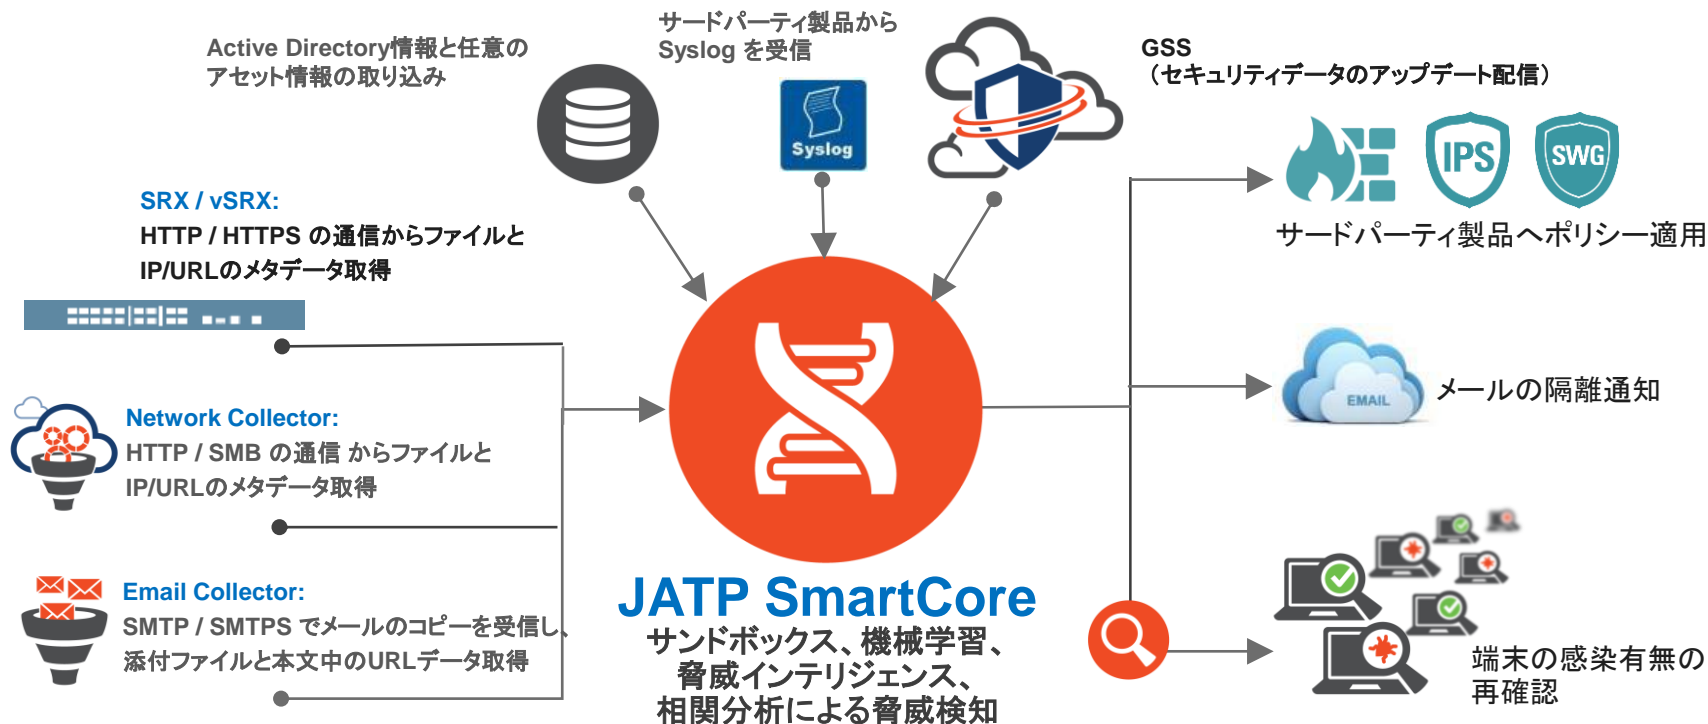 Active Directory情報と任意の
アセット情報の取り込み
サードパーティ製品から
Syslog を受信
Syslog
GSS
（セキュリティデータのアップデート配信）
IPS
SWG
サードパーティ製品へポリシー適用
SRX / vSRX:
HTTP / HTTPS の通信からファイルと
IP/URLのメタデータ取得
Network Collector:
HTTP / SMB の通信 からファイルと
IP/URLのメタデータ取得
Email Collector:
SMTP / SMTPS でメールのコピーを受信し、
添付ファイルと本文中のURLデータ取得
JATP SmartCore
サンドボックス、機械学習、
脅威インテリジェンス、
相関分析による脅威検知
EMAIL
メールの隔離通知
端末の感染有無の
再確認